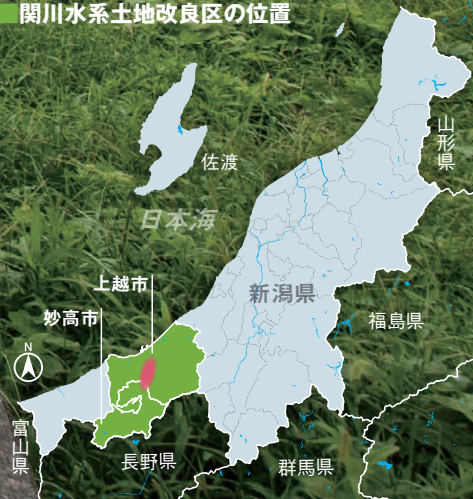 関川水系土地改良区の位置
山形県
佐渡
日本海
上越市
新潟県
妙高市
福島県
N
富山県
長野県
群馬県